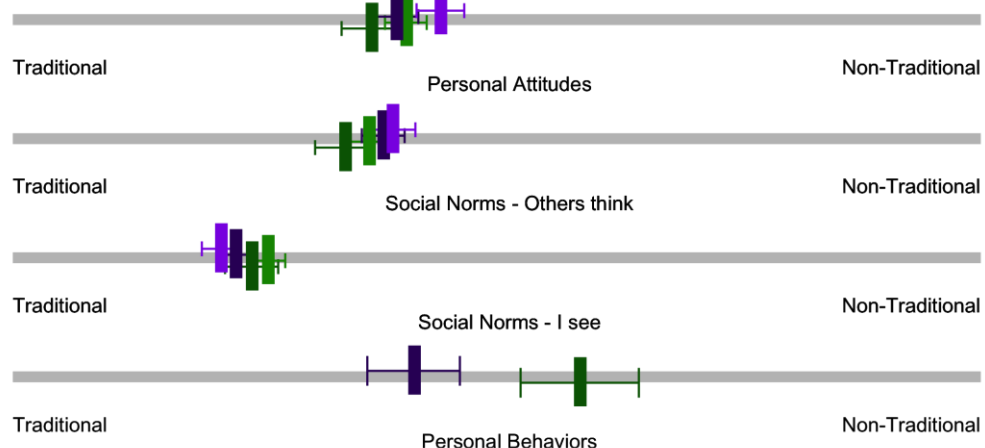 Traditional
Non-Traditional
Personal Attitudes
Traditional
Non-Traditional
Social Norms - Others think
Traditional
Non-Traditional
Social Norms - I see
Traditional
Non-Traditional
Personal Behaviors